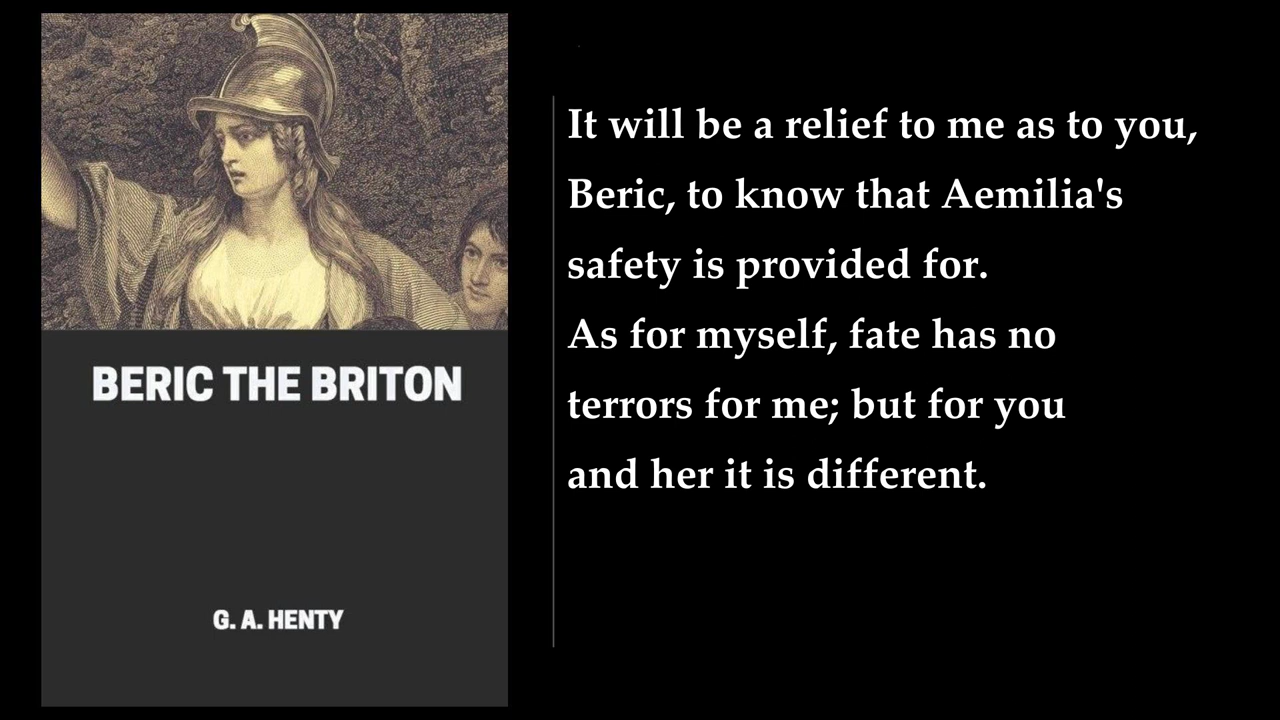 BERIC THE BRITON
G. A. HENTY
It will be a relief to me as to you,
Beric, to know that Aemilia's
safety is provided for.
As for myself, fate has no
terrors for me; but for you
and her it is different.